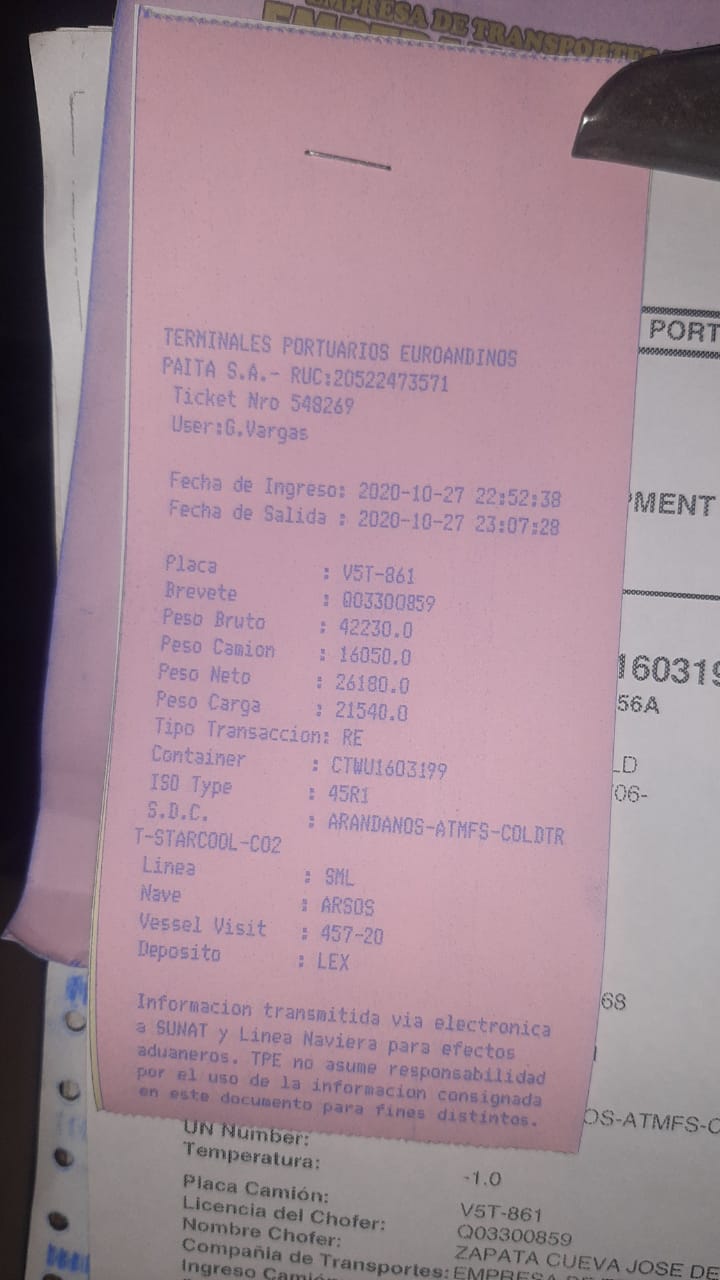 EMPRESA DE TRANSPORTES
TERMINALES PORTUARIOS EUROANDINOS
PAITA S.A.- RUC:20522473571
Ticket Nro 548269
User:G.Vargas
Fecha de Ingreso: 2020-10-27 22:52:38
Fecha de Salida : 2020-10-27 23:07:28
Placa : V5T-861
Brevete : Q03300859
Peso Bruto : 42230.0
Peso Camion : 16050.0
Peso Neto : 26180.0
Peso Carga : 21540.0
Tipo Transaccion: RE
Container : CTWU1603199
ISO Type : 45R1
S.D.C. : ARANDANOS-ATMFS-COLDTR
T-STARCOOL-CO2
Linea : SML
Nave : ARSOS
Vessel Visit : 457-20
Deposito : LEX
Informacion transmitida via electronica
a SUNAT y Linea Naviera para efectos
aduaneros. TPE no asume responsabilidad
por el uso de la informacion consignada
en este documento para fines distintos.
PORT
PMENT
160319
56A
LD
06-
68
OS-ATMFS-C
UN Number:
Temperatura: -1.0
Placa Camión: V5T-861
Licencia del Chofer: Q03300859
Nombre Chofer: ZAPATA CUEVA JOSE DE
Compañia de Transportes: EMPRESA DE
Ingreso Camió